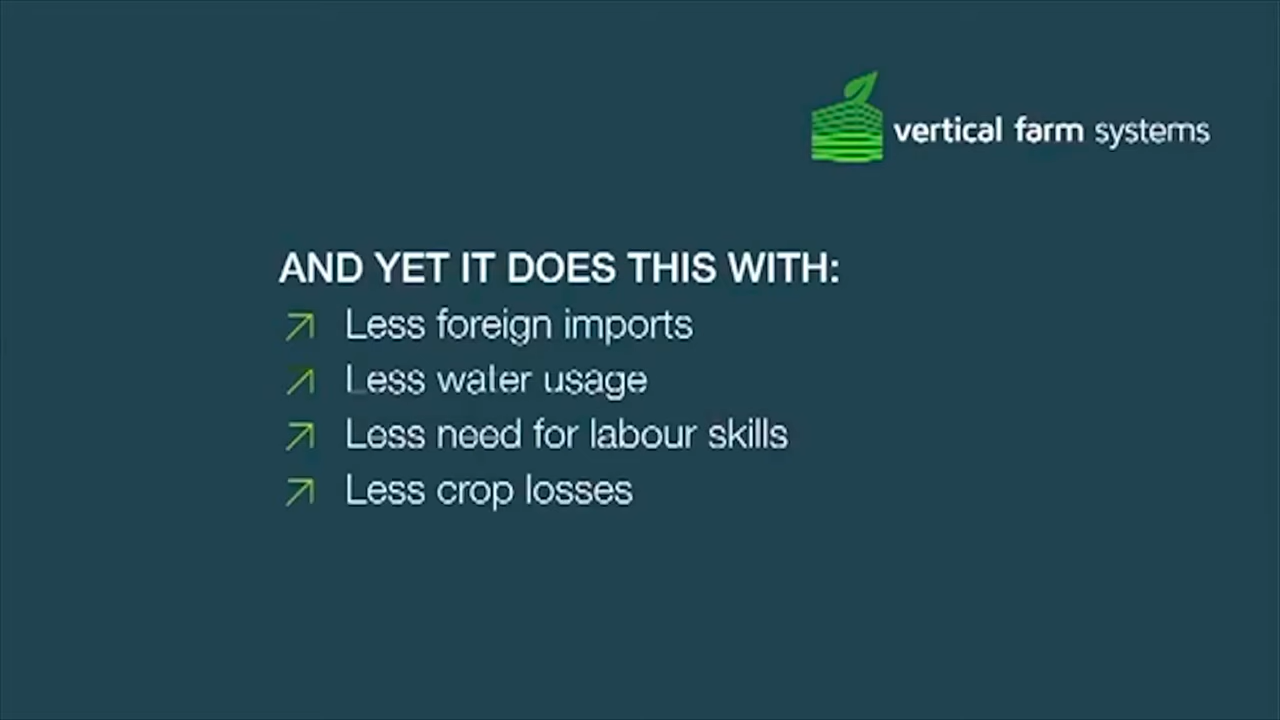 vertical farm systems
AND YET IT DOES THIS WITH:
Less foreign imports
Less water usage
Less need for labour skills
Less crop losses